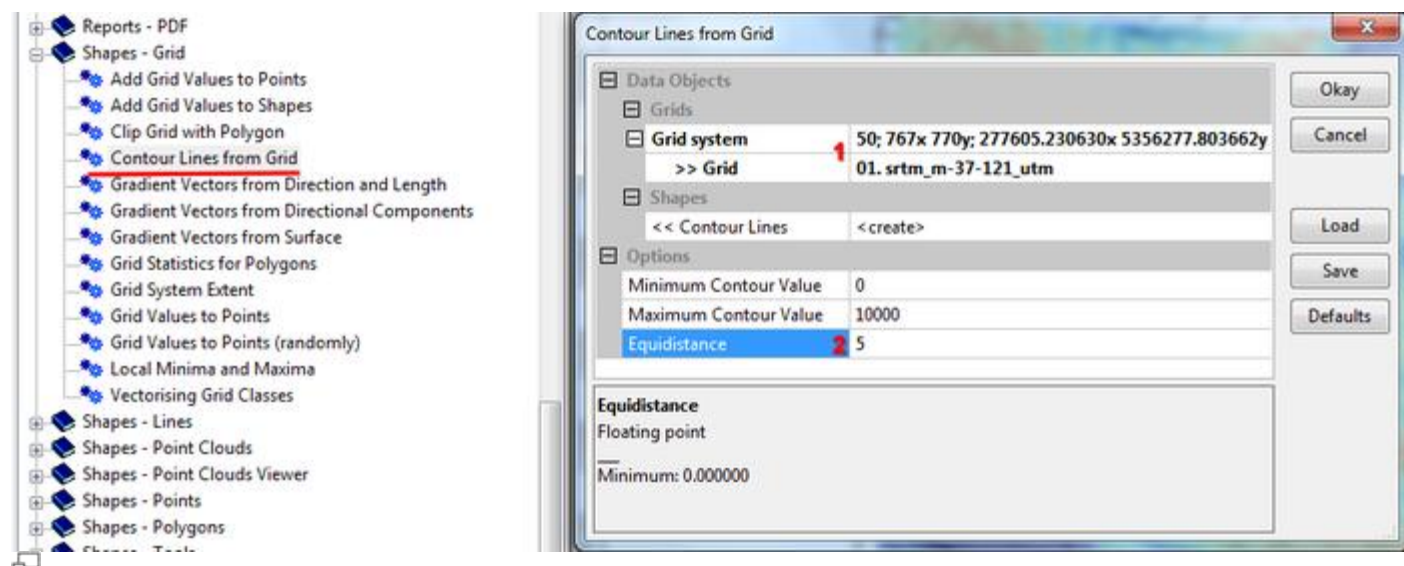 Reports - PDF
Shapes - Grid
Add Grid Values to Points
Add Grid Values to Shapes
Clip Grid with Polygon
Contour Lines from Grid
Gradient Vectors from Direction and Length
Gradient Vectors from Directional Components
Gradient Vectors from Surface
Grid Statistics for Polygons
Grid System Extent
Grid Values to Points
Grid Values to Points (randomly)
Local Minima and Maxima
Vectorising Grid Classes
Shapes - Lines
Shapes - Point Clouds
Shapes - Point Clouds Viewer
Shapes - Points
Shapes - Polygons
Shapes - Tools
Contour Lines from Grid
Data Objects
Grids
Grid system 1 50; 767x 770y; 277605.230630x 5356277.803662y
>> Grid 01. srtm_m-37-121_utm
Shapes
<< Contour Lines <create>
Options
Minimum Contour Value 0
Maximum Contour Value 10000
Equidistance 2 5
Equidistance
Floating point
Minimum: 0.000000
Okay
Cancel
Load
Save
Defaults